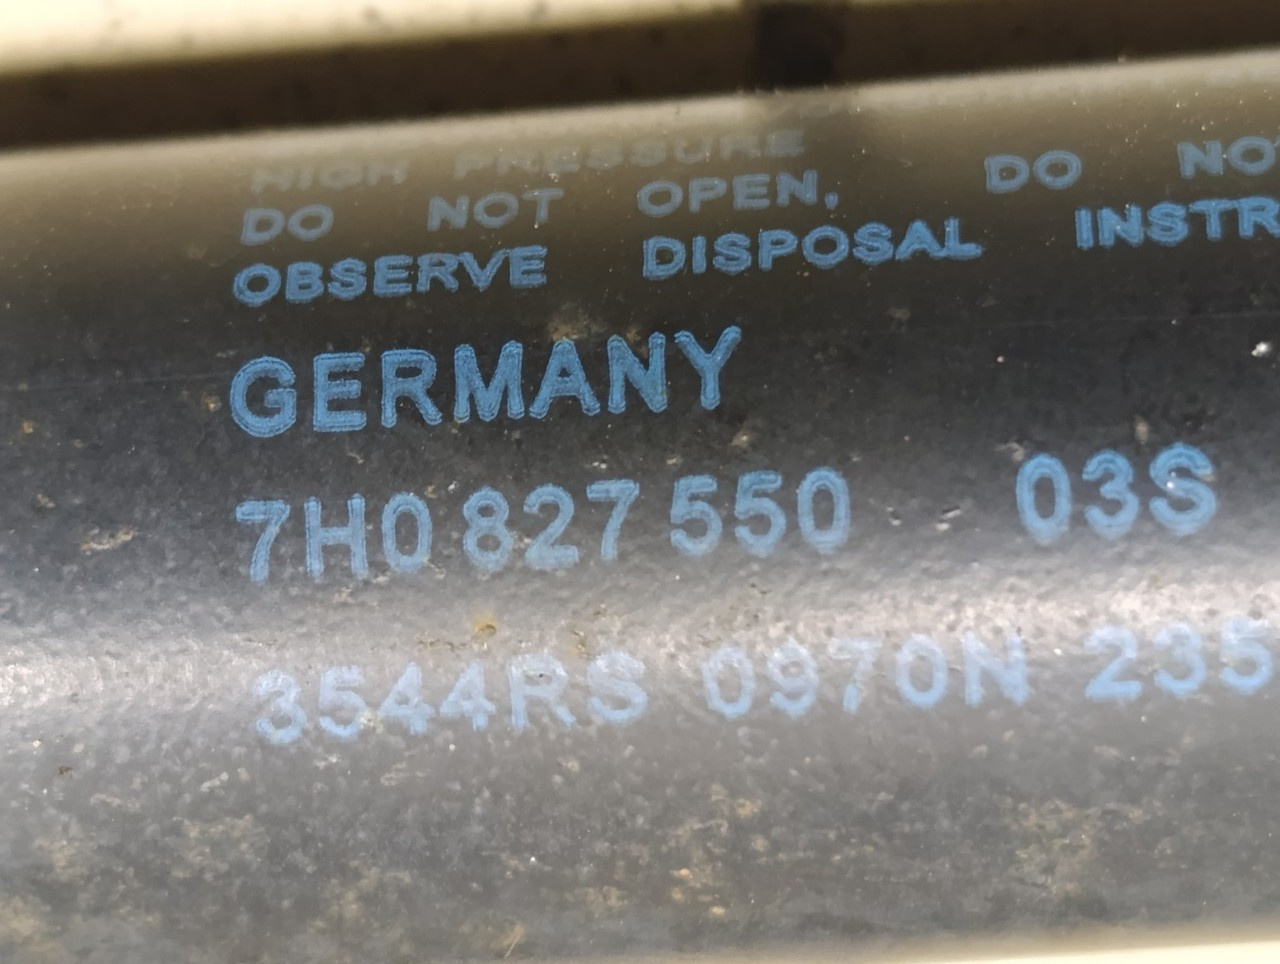 HIGH PRESSURE
DO NOT OPEN, DO NO
OBSERVE DISPOSAL INSTR
GERMANY
7H0 827 550 03S
3544RS 0970N 235